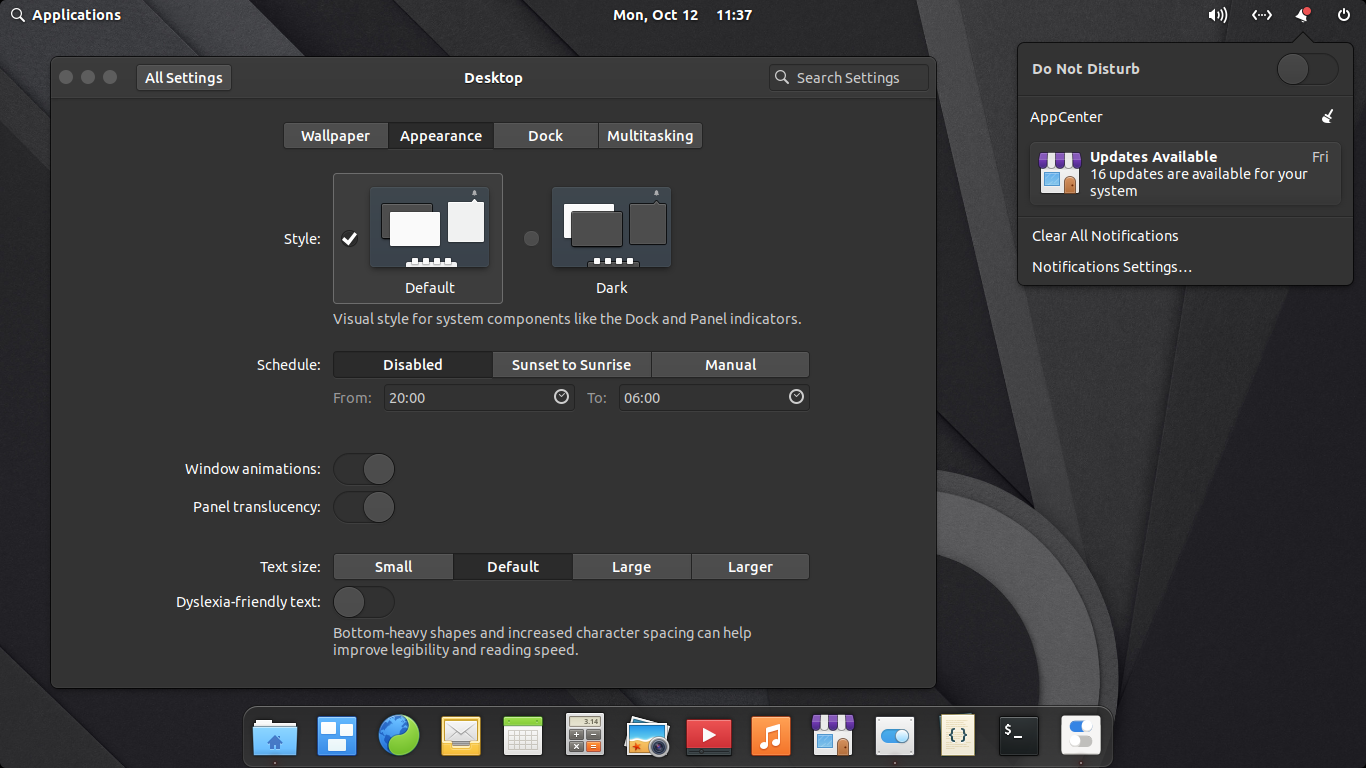 Applications
Mon, Oct 12 11:37
All Settings
Desktop
Search Settings
Wallpaper
Appearance
Dock
Multitasking
Style:
Default
Dark
Visual style for system components like the Dock and Panel indicators.
Schedule:
Disabled
Sunset to Sunrise
Manual
From:
20:00
To:
06:00
Window animations:
Panel translucency:
Text size:
Small
Default
Large
Larger
Dyslexia-friendly text:
Bottom-heavy shapes and increased character spacing can help
improve legibility and reading speed.
Do Not Disturb
AppCenter
Updates Available
Fri
16 updates are available for your
system
Clear All Notifications
Notifications Settings…
3.14
{}
$_